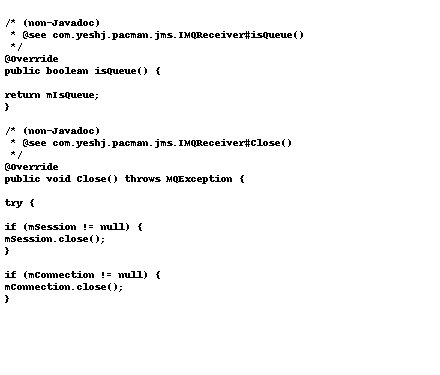 /* (non-Javadoc)
 * @see com.yeshj.pacman.jms.IMQReceiver#isQueue()
 */
@Override
public boolean isQueue() {

return mIsQueue;
}

/* (non-Javadoc)
 * @see com.yeshj.pacman.jms.IMQReceiver#Close()
 */
@Override
public void Close() throws MQException {

try {

if (mSession != null) {
mSession.close();
}

if (mConnection != null) {
mConnection.close();
}